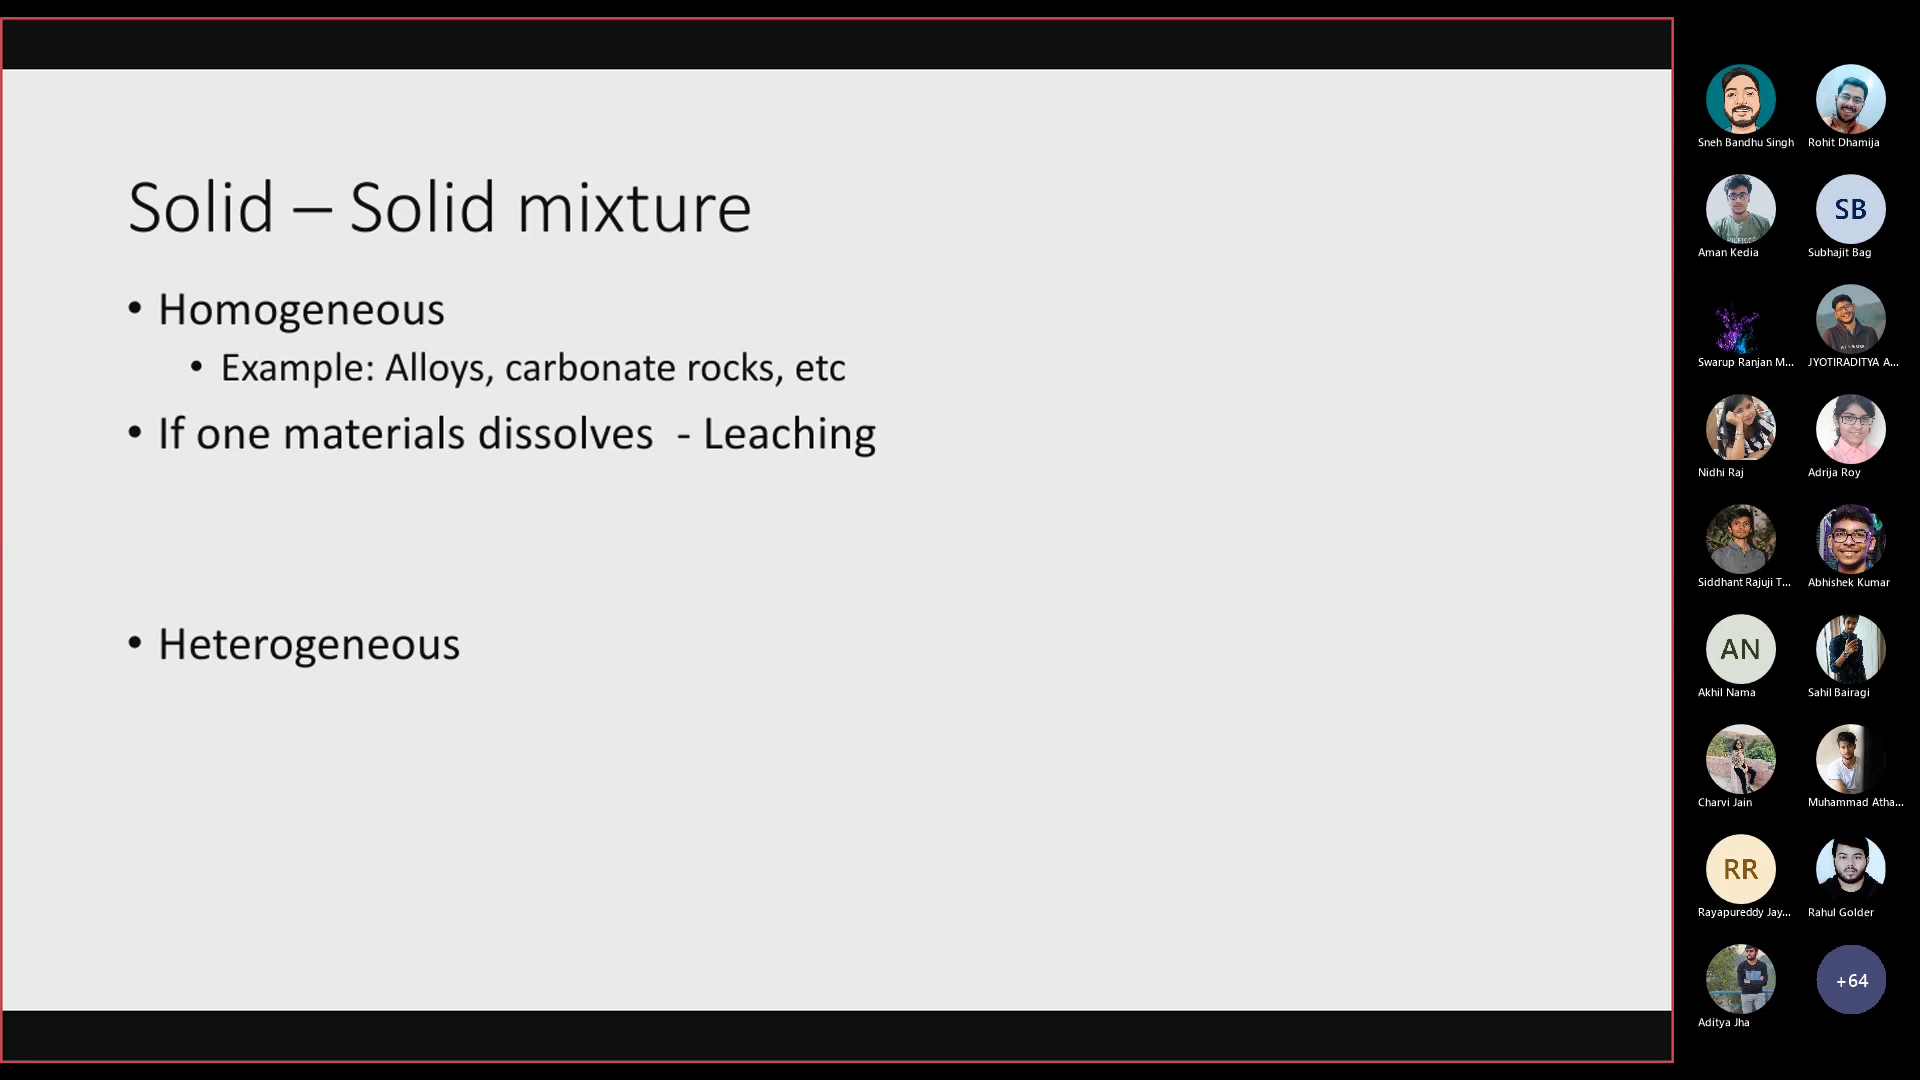 Solid – Solid mixture
• Homogeneous
• Example: Alloys, carbonate rocks, etc
• If one materials dissolves  - Leaching
• Heterogeneous
Sneh Bandhu Singh
Rohit Dhamija
Aman Kedia
SB
Subhajit Bag
Swarup Ranjan M...
JYOTIRADITYA A...
Nidhi Raj
Adrija Roy
Siddhant Rajuji T...
Abhishek Kumar
AN
Akhil Nama
Sahil Bairagi
Charvi Jain
Muhammad Atha...
RR
Rayapureddy Jay...
Rahul Golder
Aditya Jha
+64